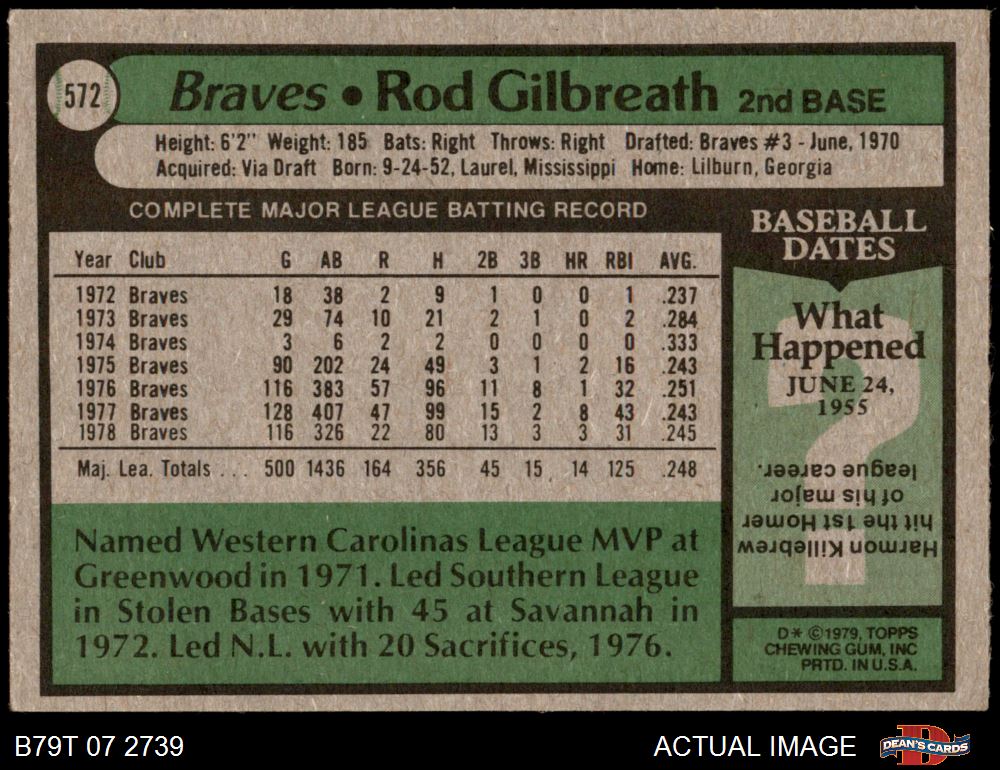 572
Braves • Rod Gilbreath 2nd BASE
Height: 6'2" Weight: 185 Bats: Right Throws: Right Drafted: Braves #3 - June, 1970
Acquired: Via Draft Born: 9-24-52, Laurel, Mississippi Home: Lilburn, Georgia
COMPLETE MAJOR LEAGUE BATTING RECORD
Year Club G AB R H 2B 3B HR RBI AVG.
1972 Braves 18 38 2 9 1 0 0 1 .237
1973 Braves 29 74 10 21 2 1 0 2 .284
1974 Braves 3 6 2 2 0 0 0 0 .333
1975 Braves 90 202 24 49 3 1 2 16 .243
1976 Braves 116 383 57 96 11 8 1 32 .251
1977 Braves 128 407 47 99 15 2 8 43 .243
1978 Braves 116 326 22 80 13 3 3 31 .245
Maj. Lea. Totals ... 500 1436 164 356 45 15 14 125 .248
Named Western Carolinas League MVP at
Greenwood in 1971. Led Southern League
in Stolen Bases with 45 at Savannah in
1972. Led N.L. with 20 Sacrifices, 1976.
BASEBALL
DATES
What
Happened
JUNE 24,
1955
?
Harmon Killebrew
hit the 1st Homer
of his major
league career.
D* ©1979, TOPPS
CHEWING GUM, INC
PRTD. IN U.S.A.
B79T 07 2739
ACTUAL IMAGE
D
DEAN'S CARDS